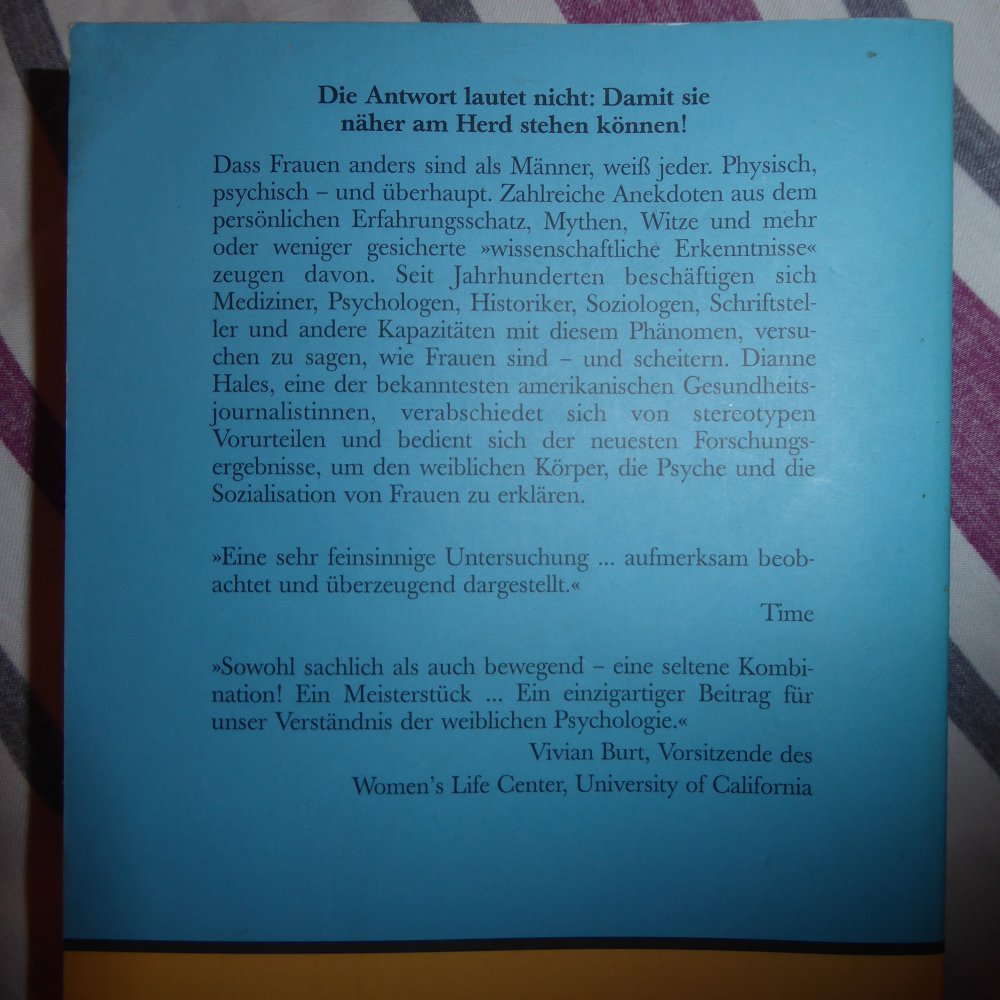 Die Antwort lautet nicht: Damit sie
näher am Herd stehen können!
Dass Frauen anders sind als Männer, weiß jeder. Physisch,
psychisch – und überhaupt. Zahlreiche Anekdoten aus dem
persönlichen Erfahrungsschatz, Mythen, Witze und mehr
oder weniger gesicherte »wissenschaftliche Erkenntnisse«
zeugen davon. Seit Jahrhunderten beschäftigen sich
Mediziner, Psychologen, Historiker, Soziologen, Schriftstel-
ler und andere Kapazitäten mit diesem Phänomen, versu-
chen zu sagen, wie Frauen sind – und scheitern. Dianne
Hales, eine der bekanntesten amerikanischen Gesundheits-
journalistinnen, verabschiedet sich von stereotypen
Vorurteilen und bedient sich der neuesten Forschungs-
ergebnisse, um den weiblichen Körper, die Psyche und die
Sozialisation von Frauen zu erklären.
»Eine sehr feinsinnige Untersuchung ... aufmerksam beob-
achtet und überzeugend dargestellt.«
Time
»Sowohl sachlich als auch bewegend – eine seltene Kombi-
nation! Ein Meisterstück ... Ein einzigartiger Beitrag für
unser Verständnis der weiblichen Psychologie.«
Vivian Burt, Vorsitzende des
Women's Life Center, University of California